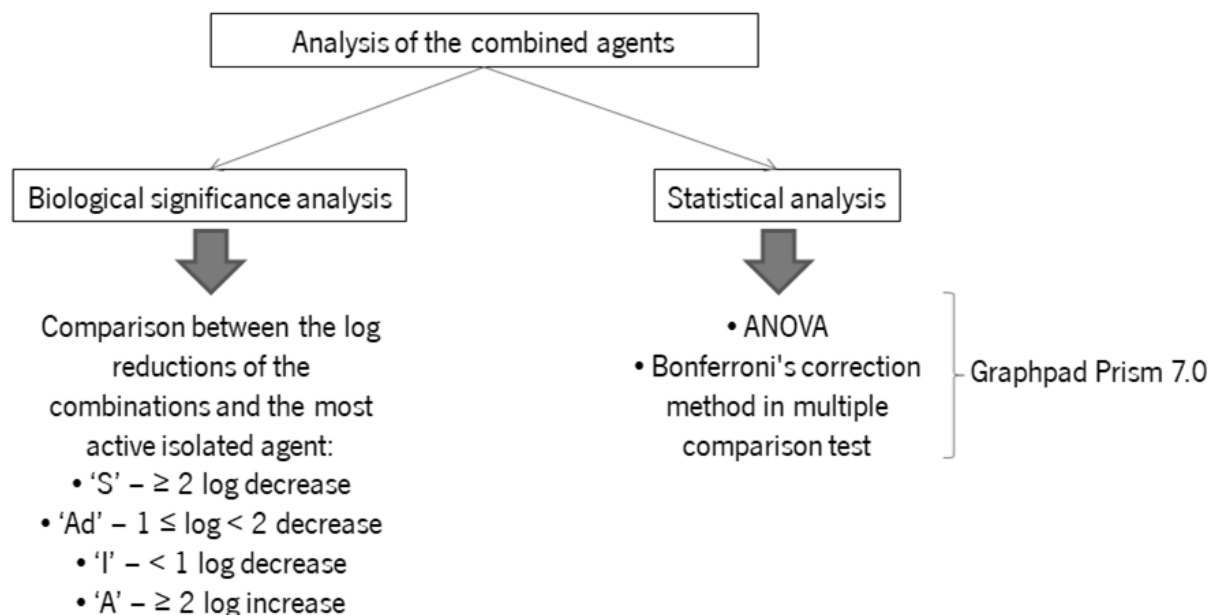 Analysis of the combined agents
Biological significance analysis
Statistical analysis
Comparison between the log
reductions of the
combinations and the most
active isolated agent:
• ‘S’ – ≥ 2 log decrease
• ‘Ad’ – 1 ≤ log < 2 decrease
• ‘I’ – < 1 log decrease
• ‘A’ – ≥ 2 log increase
• ANOVA
• Bonferroni's correction
method in multiple
comparison test
Graphpad Prism 7.0